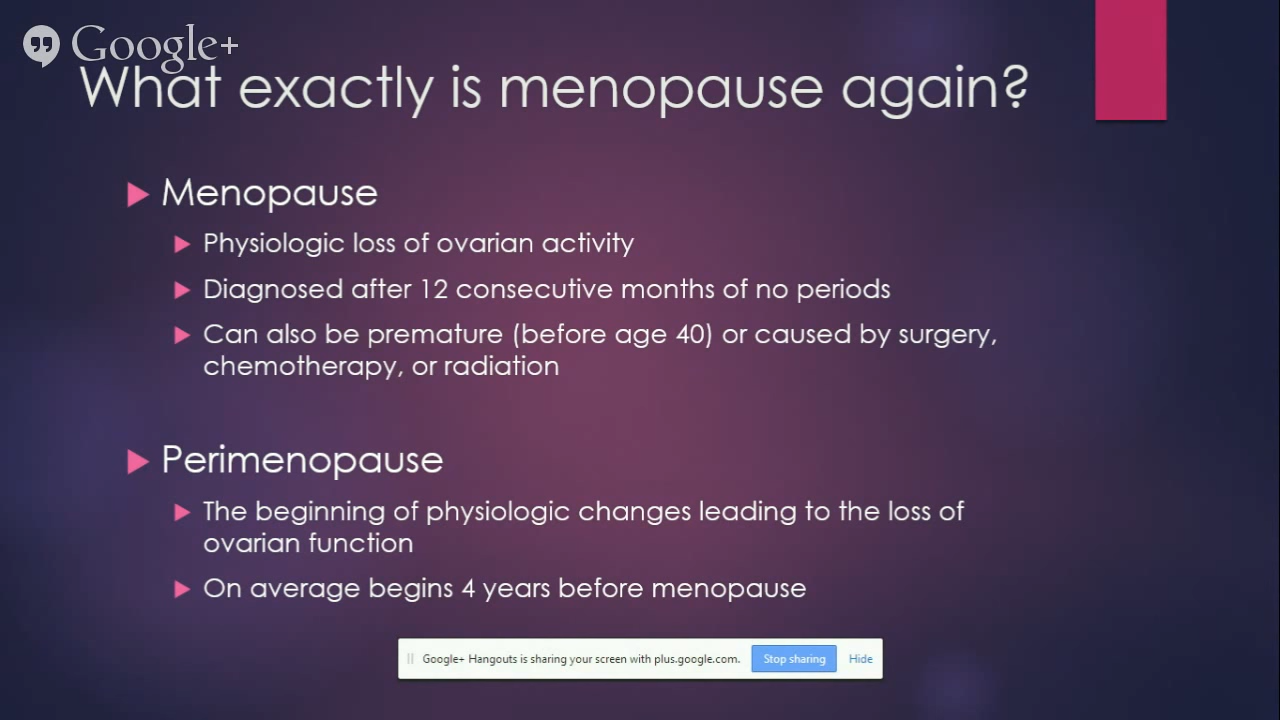 Google+
What exactly is menopause again?
Menopause
Physiologic loss of ovarian activity
Diagnosed after 12 consecutive months of no periods
Can also be premature (before age 40) or caused by surgery,
chemotherapy, or radiation
Perimenopause
The beginning of physiologic changes leading to the loss of
ovarian function
On average begins 4 years before menopause
Google+ Hangouts is sharing your screen with plus.google.com. Stop sharing Hide